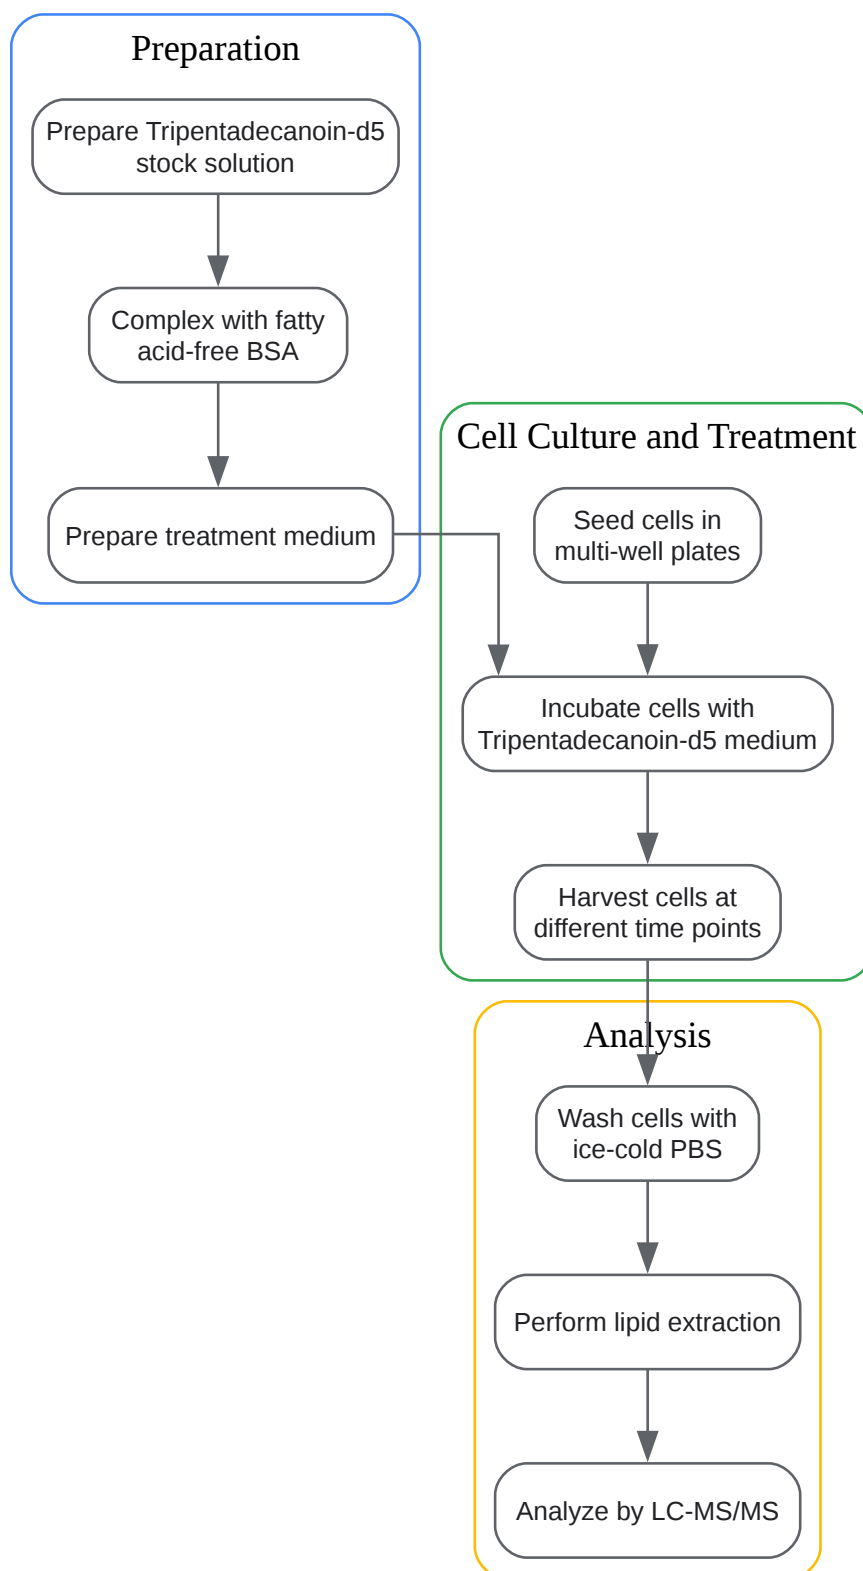 Preparation
Prepare Tripentadecanoin-d5
stock solution
Complex with fatty
acid-free BSA
Prepare treatment medium
Cell Culture and Treatment
Seed cells in
multi-well plates
Incubate cells with
Tripentadecanoin-d5 medium
Harvest cells at
different time points
Analysis
Wash cells with
ice-cold PBS
Perform lipid extraction
Analyze by LC-MS/MS